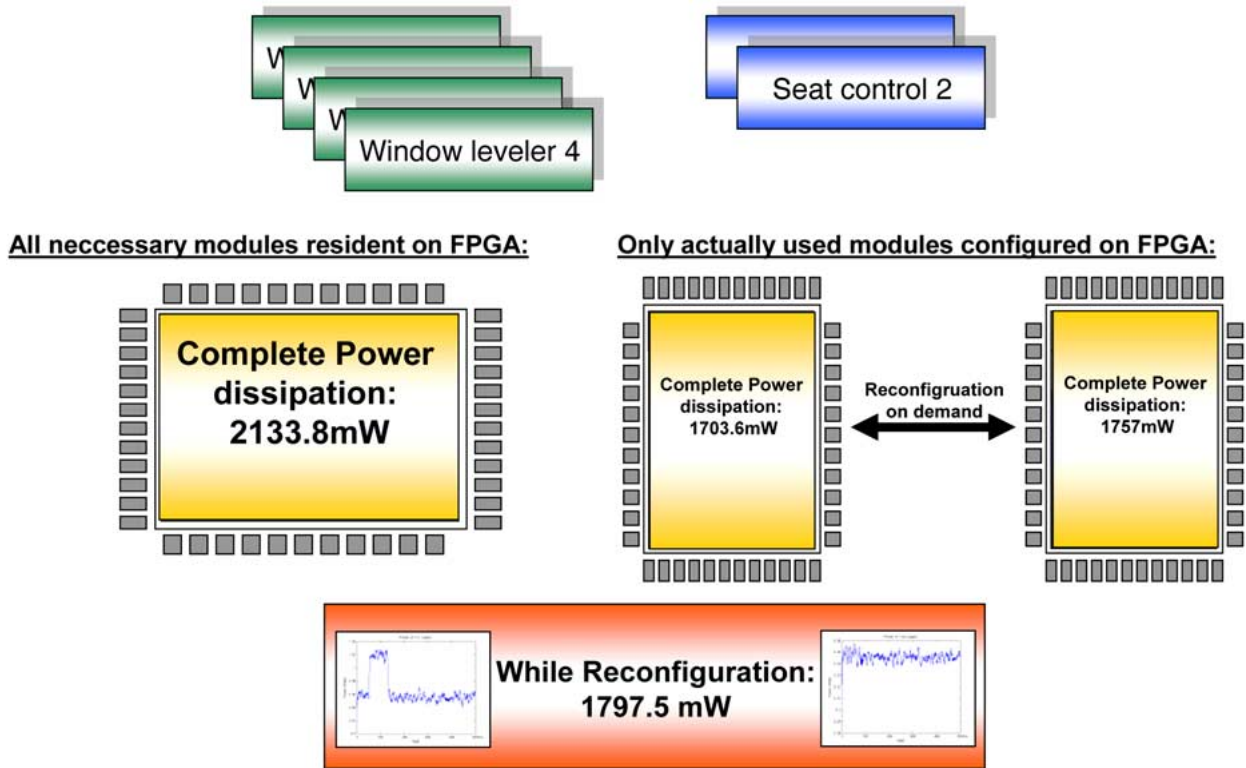 W
W
W
Window leveler 4
Seat control 2
All neccessary modules resident on FPGA:
Only actually used modules configured on FPGA:
Complete Power
dissipation:
2133.8mW
Complete Power
dissipation:
1703.6mW
Reconfigruation
on demand
Complete Power
dissipation:
1757mW
While Reconfiguration:
1797.5 mW